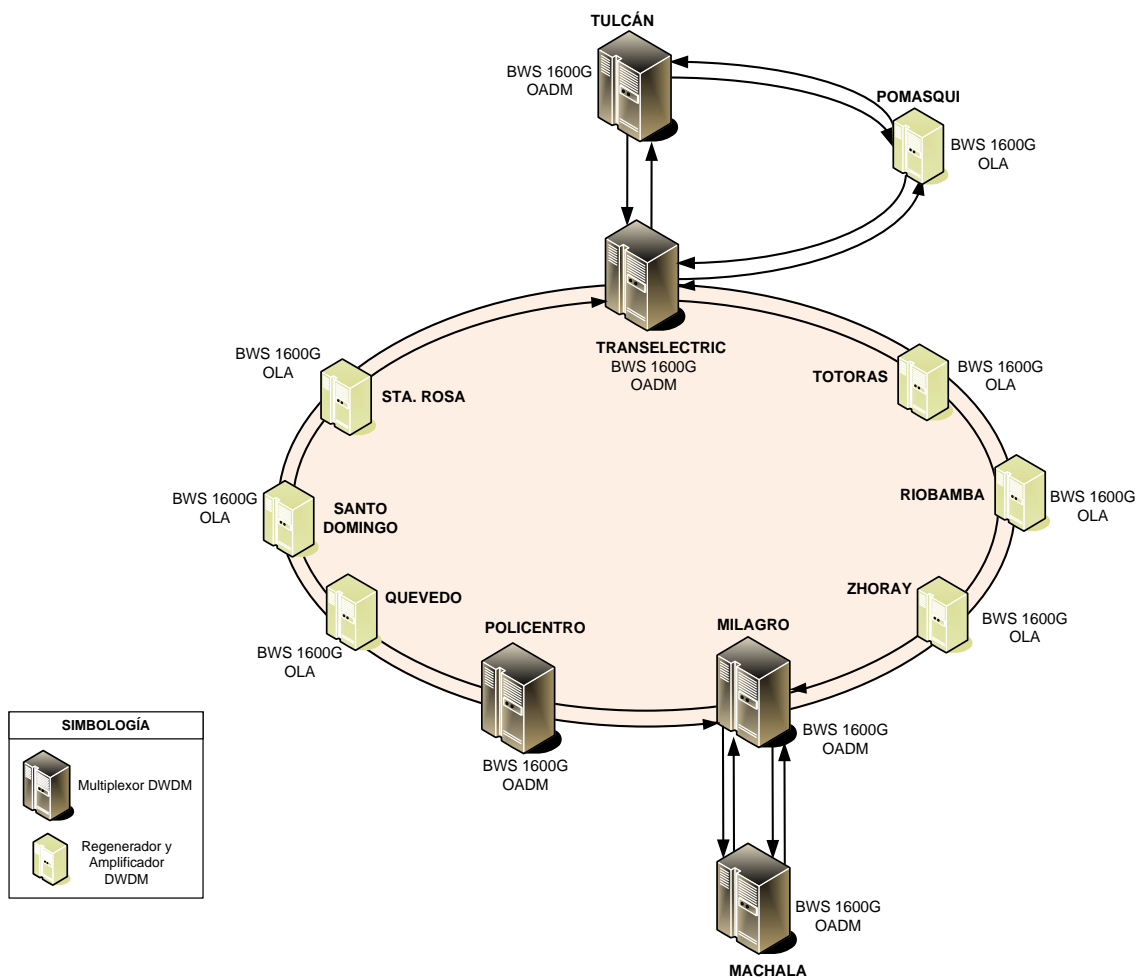 TULCÁN
BWS 1600G
OADM
POMASQUI
BWS 1600G
OLA
TRANSELECTRIC
BWS 1600G
OADM
BWS 1600G
OLA
STA. ROSA
TOTORAS
BWS 1600G
OLA
BWS 1600G
OLA
SANTO
DOMINGO
RIOBAMBA
BWS 1600G
OLA
QUEVEDO
BWS 1600G
OLA
ZHORAY
BWS 1600G
OLA
POLICENTRO
BWS 1600G
OADM
MILAGRO
BWS 1600G
OADM
BWS 1600G
OADM
MACHALA
SIMBOLOGÍA
Multiplexor DWDM
Regenerador y
Amplificador
DWDM